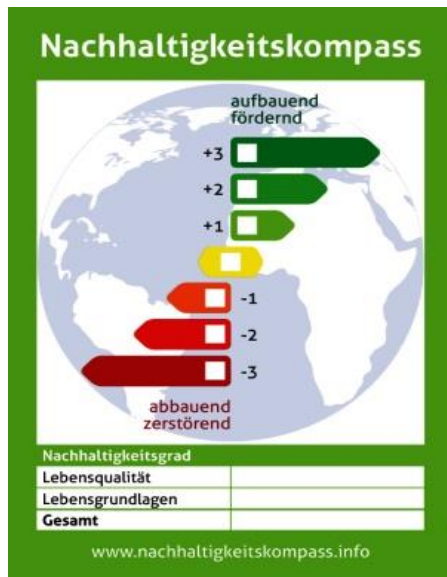 Nachhaltigkeitskompass
aufbauend
fördernd
+3
+2
+1
-1
-2
-3
abbauend
zerstörend
Nachhaltigkeitsgrad
Lebensqualität
Lebensgrundlagen
Gesamt
www.nachhaltigkeitskompass.info